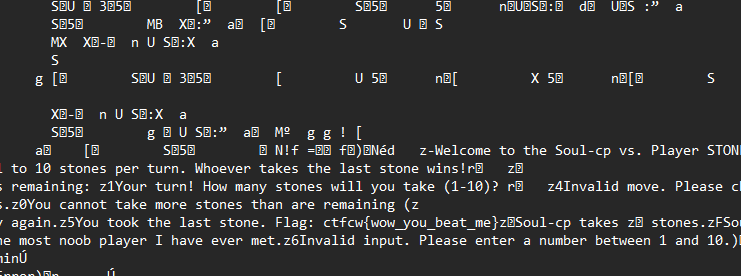 S▯U ▯ 3▯5▯ [▯ [▯ S▯5▯ 5▯ n▯U▯S▯:▯ d▯ U▯S :” a
S▯5▯ MB X▯:” a▯ [▯ S U ▯ S
MX X▯-▯ n U S▯:X a
S
g [▯ S▯U ▯ 3▯5▯ [ U 5▯ 5▯ n▯[ X 5▯ n▯[▯ S
X▯-▯ n U S▯:X a
S▯5▯ g ▯ U S▯:” a▯ Mº g g ! [
a▯ [▯ S▯5▯ ▯ N!f =▯▯ f▯)▯Néd z-Welcome to the Soul-cp vs. Player STON
to 10 stones per turn. Whoever takes the last stone wins!r▯ z▯
s remaining: z1Your turn! How many stones will you take (1-10)? r▯ z4Invalid move. Please c
s.z0You cannot take more stones than are remaining (z
y again.z5You took the last stone. Flag: ctfcw{wow_you_beat_me}z▯Soul-cp takes z▯ stones.zFSou
he most noob player I have ever met.z6Invalid input. Please enter a number between 1 and 10.)
minÚ